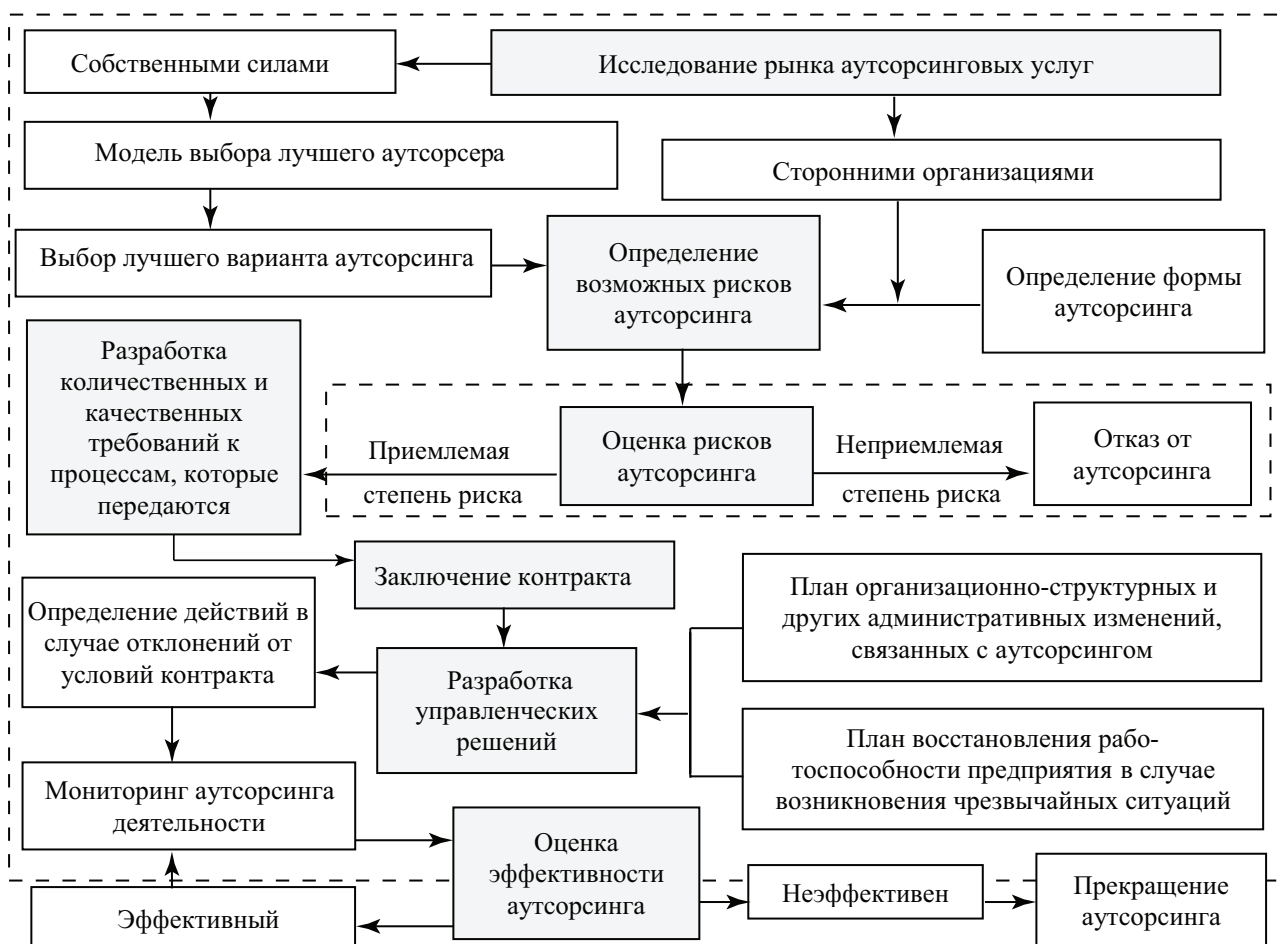 Собственными силами
Исследование рынка аутсорсинговых услуг
Модель выбора лучшего аутсорсера
Сторонними организациями
Выбор лучшего варианта аутсорсинга
Определение
возможных рисков
аутсорсинга
Определение формы
аутсорсинга
Разработка
количественных и
качественных
требований к
процессам, которые
передаются
Приемлемая
степень риска
Оценка рисков
аутсорсинга
Неприемлемая
степень риска
Отказ от
аутсорсинга
Заключение контракта
План организационно-структурных и
других административных изменений,
связанных с аутсорсингом
Определение действий в
случае отклонений от
условий контракта
Разработка
управленческих
решений
План восстановления рабо-
тоспособности предприятия в случае
возникновения чрезвычайных ситуаций
Мониторинг аутсорсинга
деятельности
Оценка
эффективности
аутсорсинга
Неэффективен
Прекращение
аутсорсинга
Эффективный